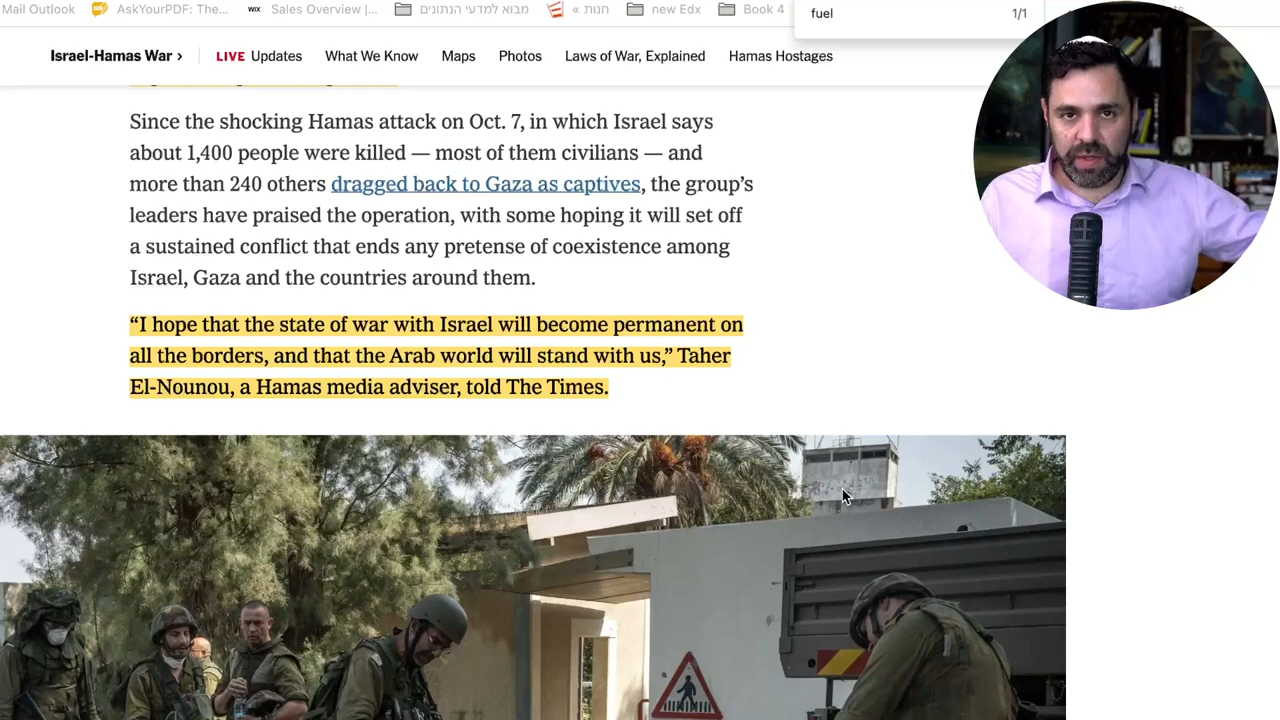 Mail Outlook AskYourPDF: The... WIX Sales Overview |... מבוא למדעי הנתונים חנות » new Edx Book 4
fuel 1/1
Israel-Hamas War › LIVE Updates What We Know Maps Photos Laws of War, Explained Hamas Hostages
Since the shocking Hamas attack on Oct. 7, in which Israel says
about 1,400 people were killed — most of them civilians — and
more than 240 others dragged back to Gaza as captives, the group’s
leaders have praised the operation, with some hoping it will set off
a sustained conflict that ends any pretense of coexistence among
Israel, Gaza and the countries around them.
“I hope that the state of war with Israel will become permanent on
all the borders, and that the Arab world will stand with us,” Taher
El-Nounou, a Hamas media adviser, told The Times.